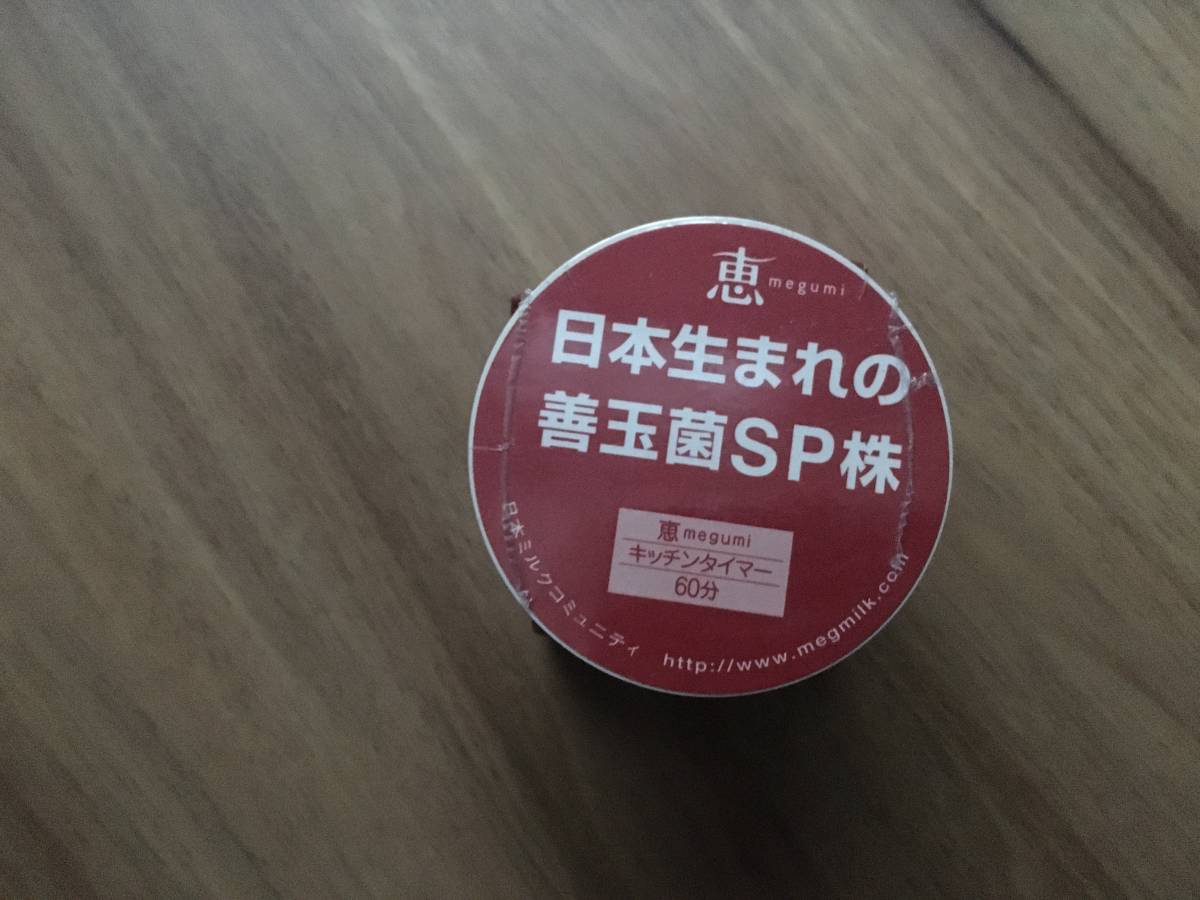 恵 megumi
日本生まれの
善玉菌SP株
恵 megumi
キッチンタイマー
60分
日本ミルクコミュニティ
http://www.megmilk.com